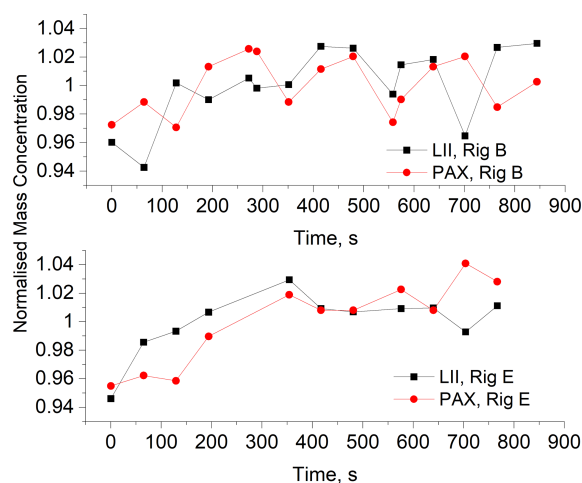 Normalised Mass Concentration
1.04
1.02
1
0.98
0.96
0.94
LII, Rig B
PAX, Rig B
0 100 200 300 400 500 600 700 800 900
Time, s
1.04
1.02
1
0.98
0.96
0.94
LII, Rig E
PAX, Rig E
0 100 200 300 400 500 600 700 800 900
Time, s